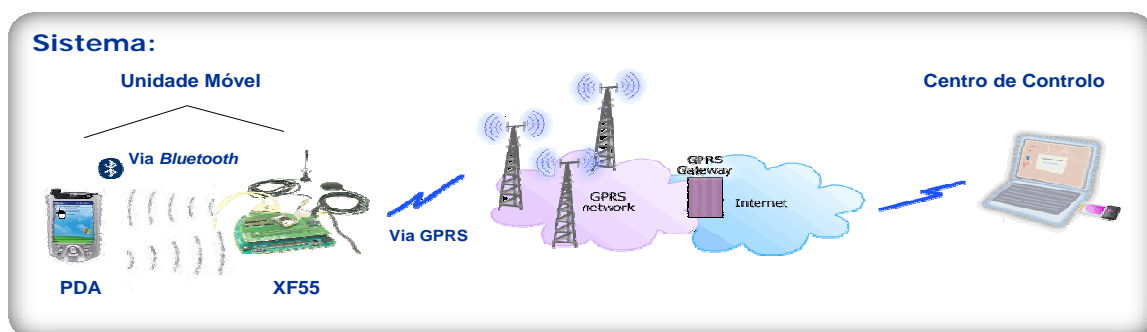 Sistema:
Unidade Móvel
Centro de Controlo
Via Bluetooth
GPRS
Gateway
GPRS
network
Internet
Via GPRS
PDA
XF55